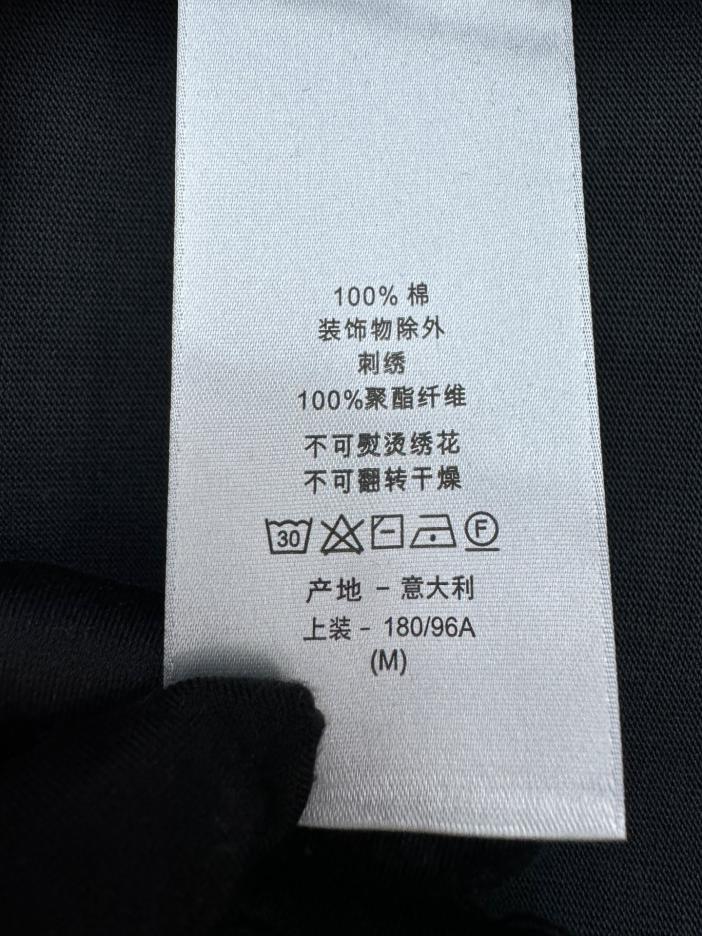 100% 棉
装饰物除外
刺绣
100%聚酯纤维
不可熨烫绣花
不可翻转干燥
30 F
产地 - 意大利
上装 - 180/96A
(M)